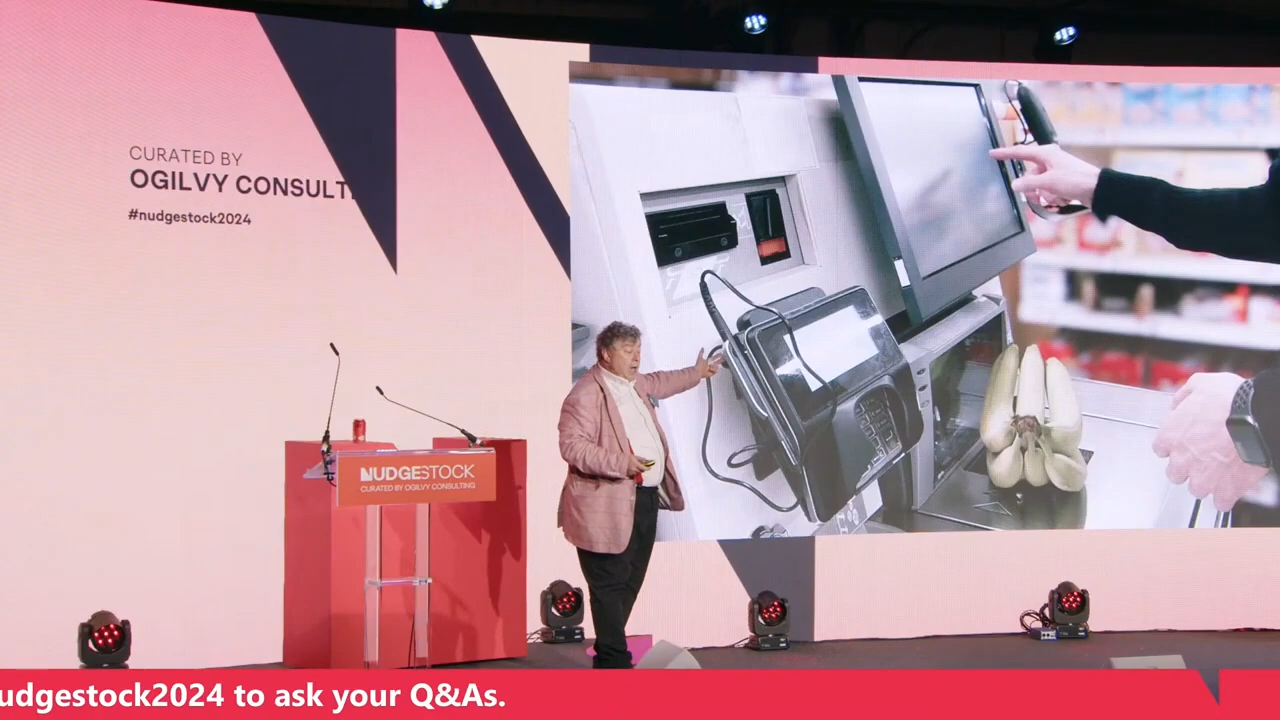 CURATED BY
OGILVY CONSULT
#nudgestock2024
NUDGESTOCK
CURATED BY OGILVY CONSULTING
udgestock2024 to ask your Q&As.